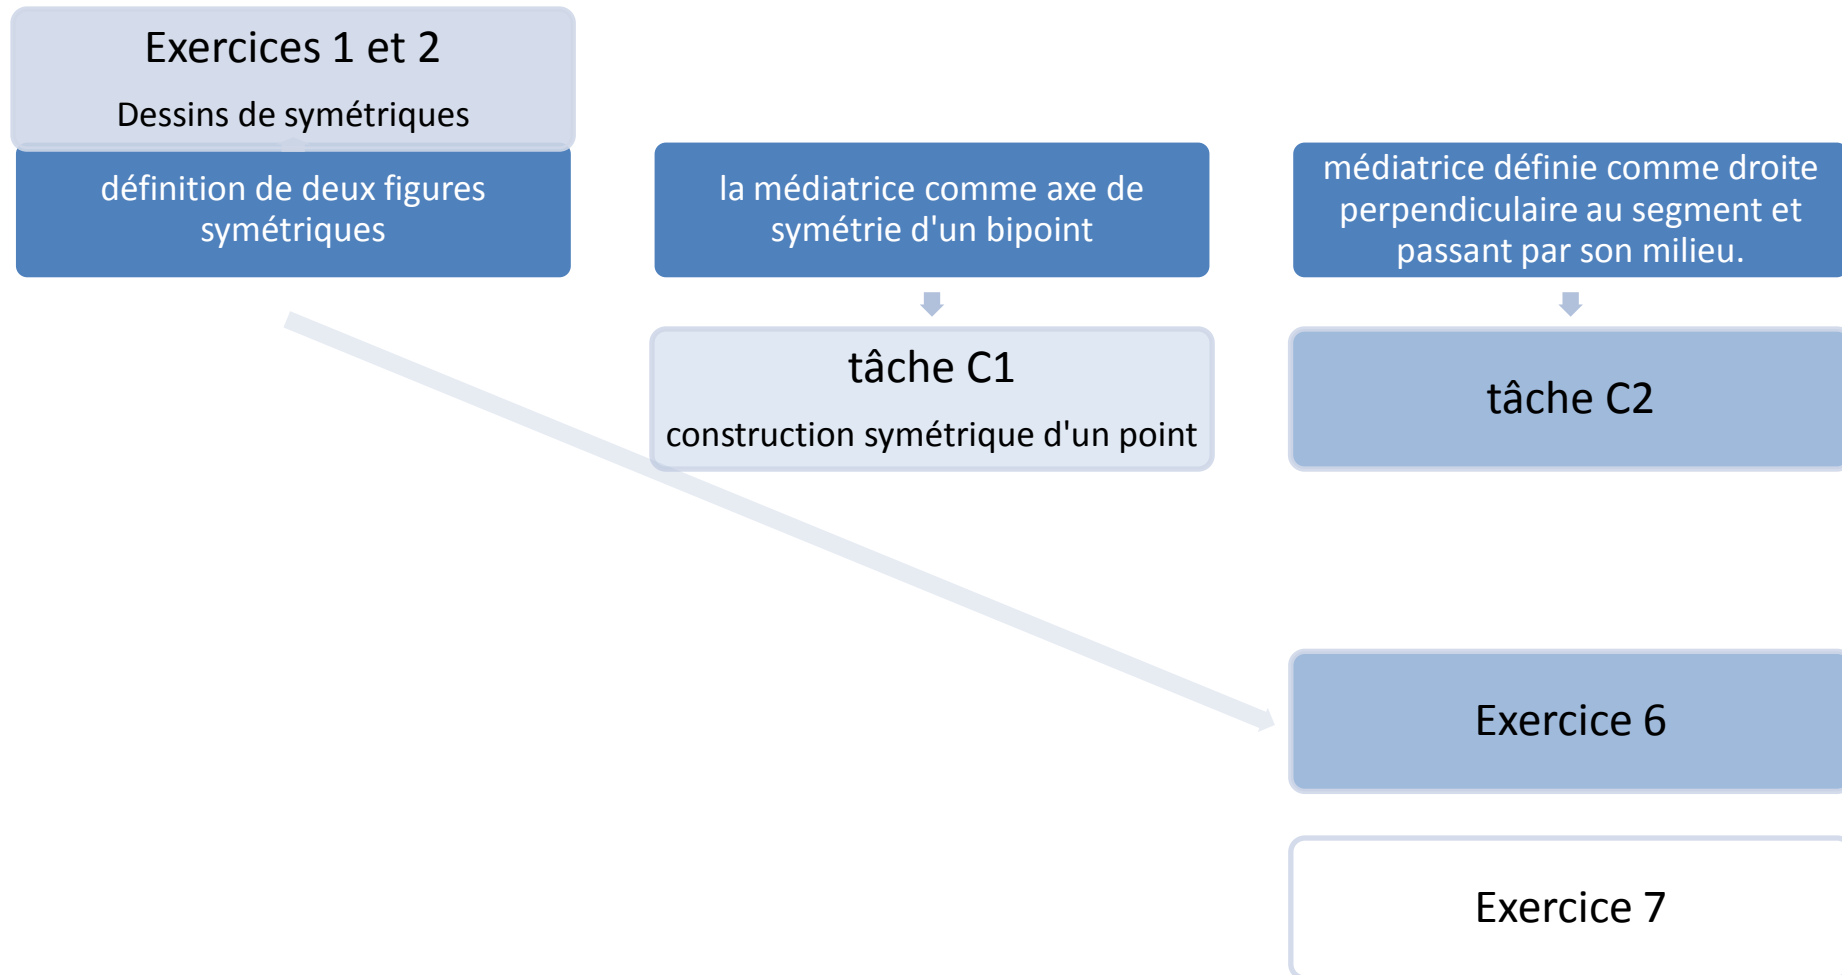 Exercices 1 et 2
Dessins de symétriques
définition de deux figures
symétriques
la médiatrice comme axe de
symétrie d'un bipoint
médiatrice définie comme droite
perpendiculaire au segment et
passant par son milieu.
tâche C1
construction symétrique d'un point
tâche C2
Exercice 6
Exercice 7